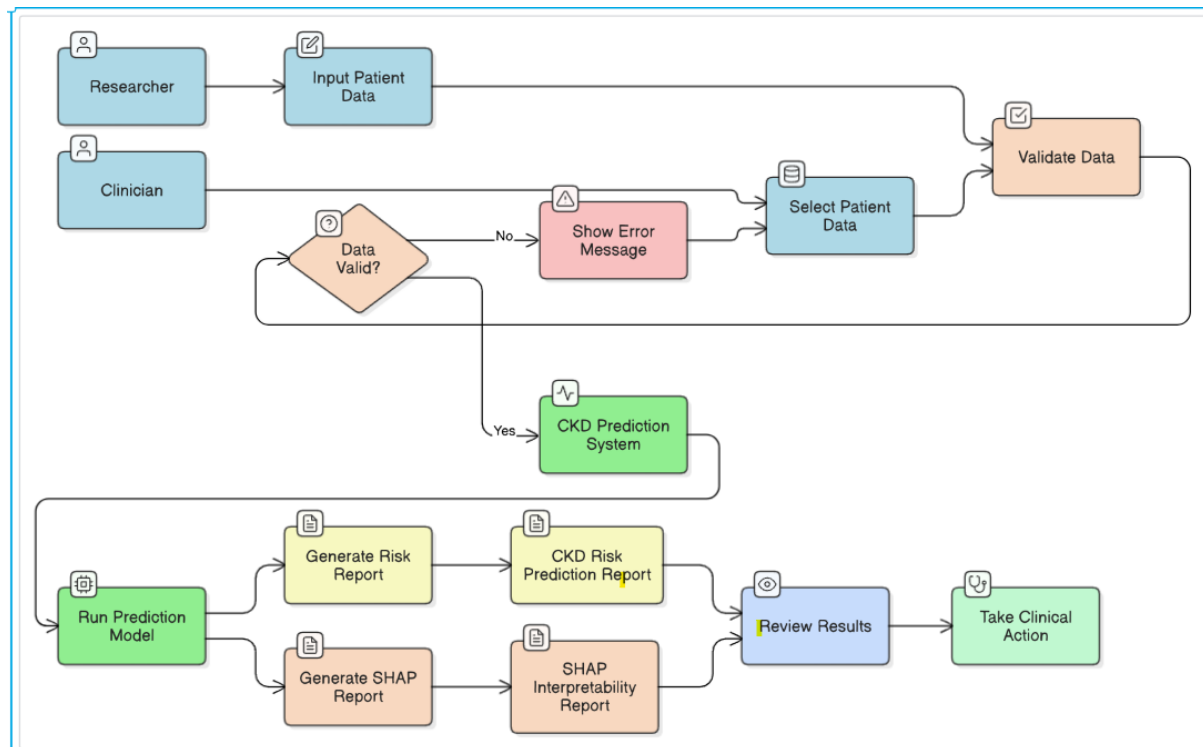 Researcher
Input Patient
Data
Clinician
Validate Data
Select Patient
Data
Show Error
Message
No
Data
Valid?
Yes
CKD Prediction
System
Generate Risk
Report
CKD Risk
Prediction Report
Run Prediction
Model
Review Results
Take Clinical
Action
Generate SHAP
Report
SHAP
Interpretability
Report